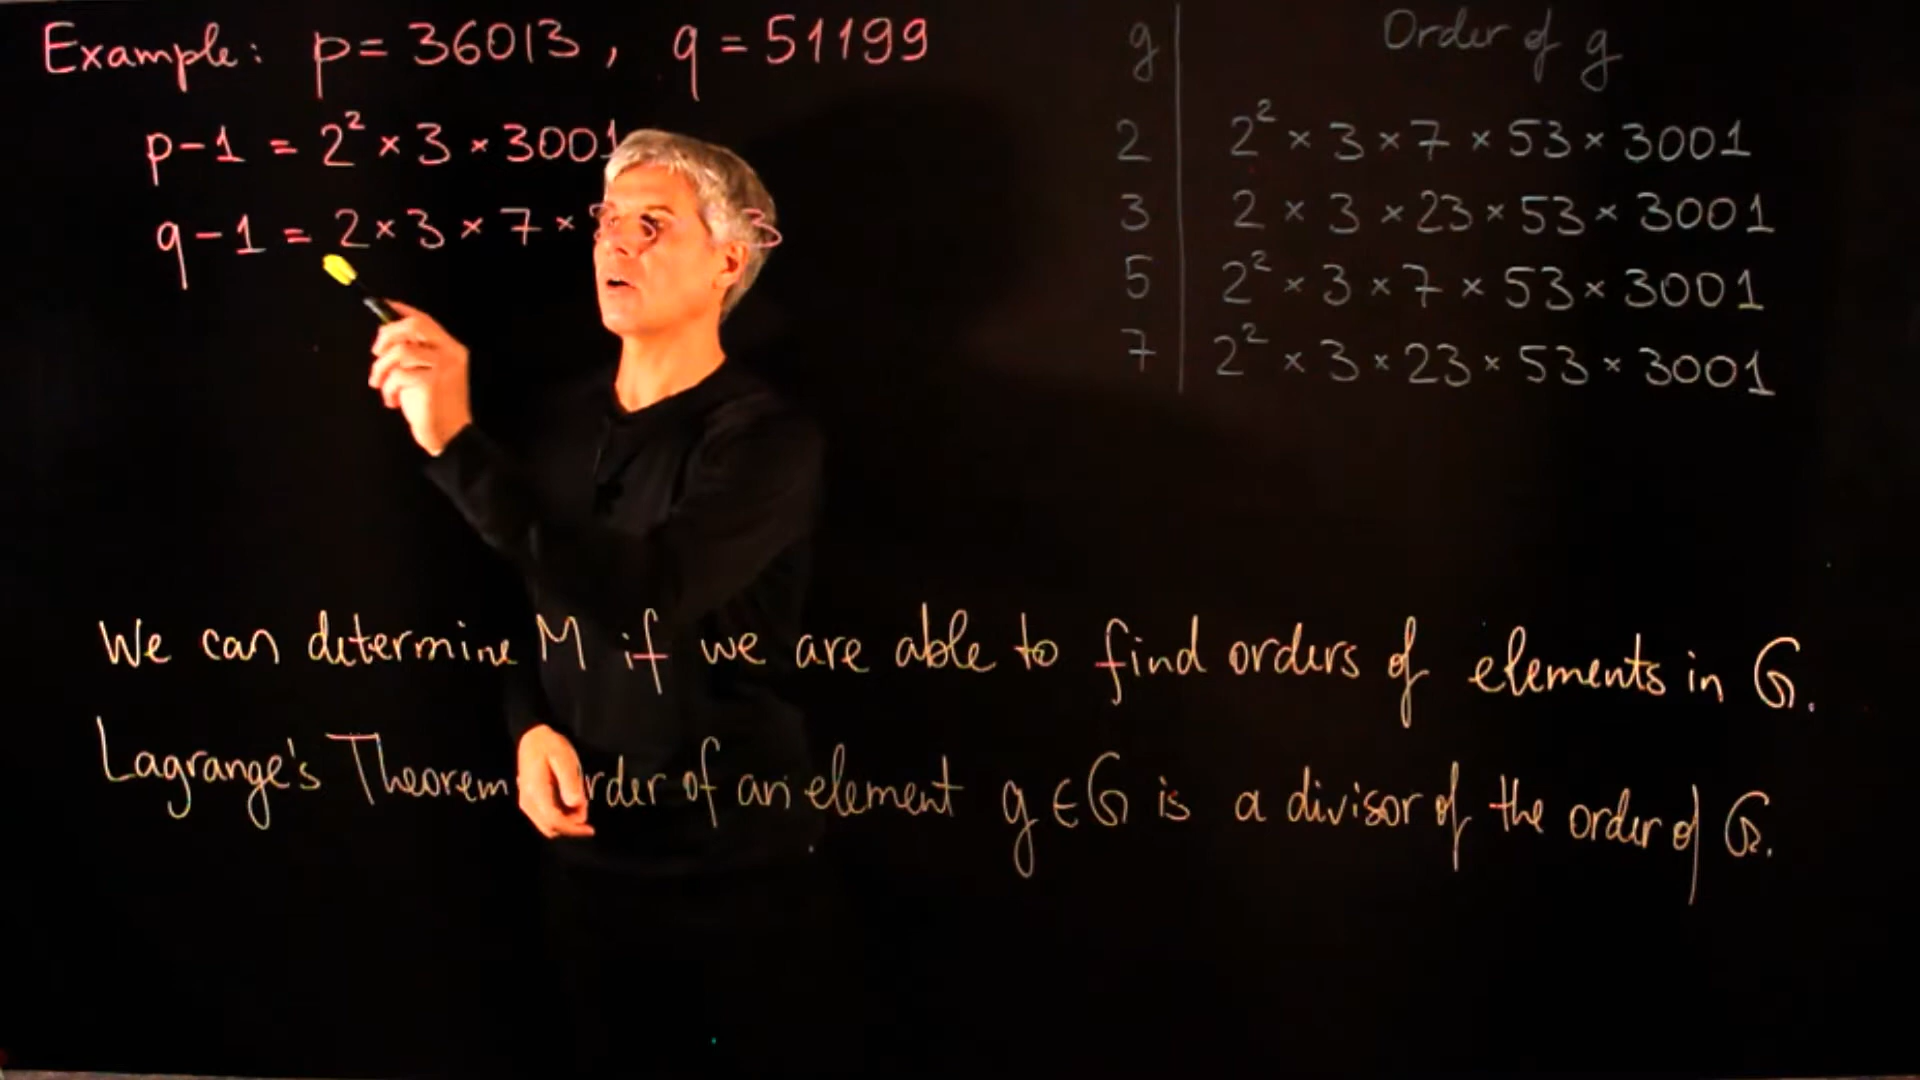 Example: p = 36013, q = 51199
p-1 = 2² × 3 × 3001
q-1 = 2 × 3 × 7 × 3
g | Order of g
2 | 2² × 3 × 7 × 53 × 3001
3 | 2 × 3 × 23 × 53 × 3001
5 | 2² × 3 × 7 × 53 × 3001
7 | 2² × 3 × 23 × 53 × 3001
We can determine M if we are able to find orders of elements in G.
Lagrange's Theorem rder of an element g ∈ G is a divisor of the order of G.